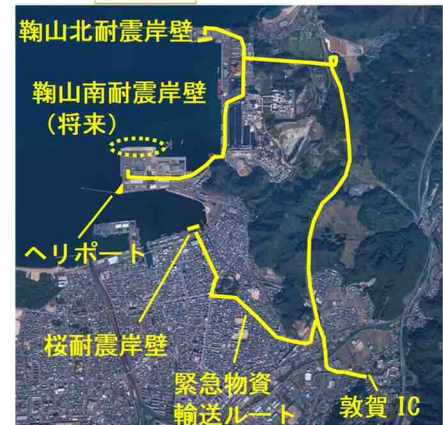 鞠山北耐震岸壁
鞠山南耐震岸壁
（将来）
ヘリポート
桜耐震岸壁
緊急物資
輸送ルート
敦賀 IC